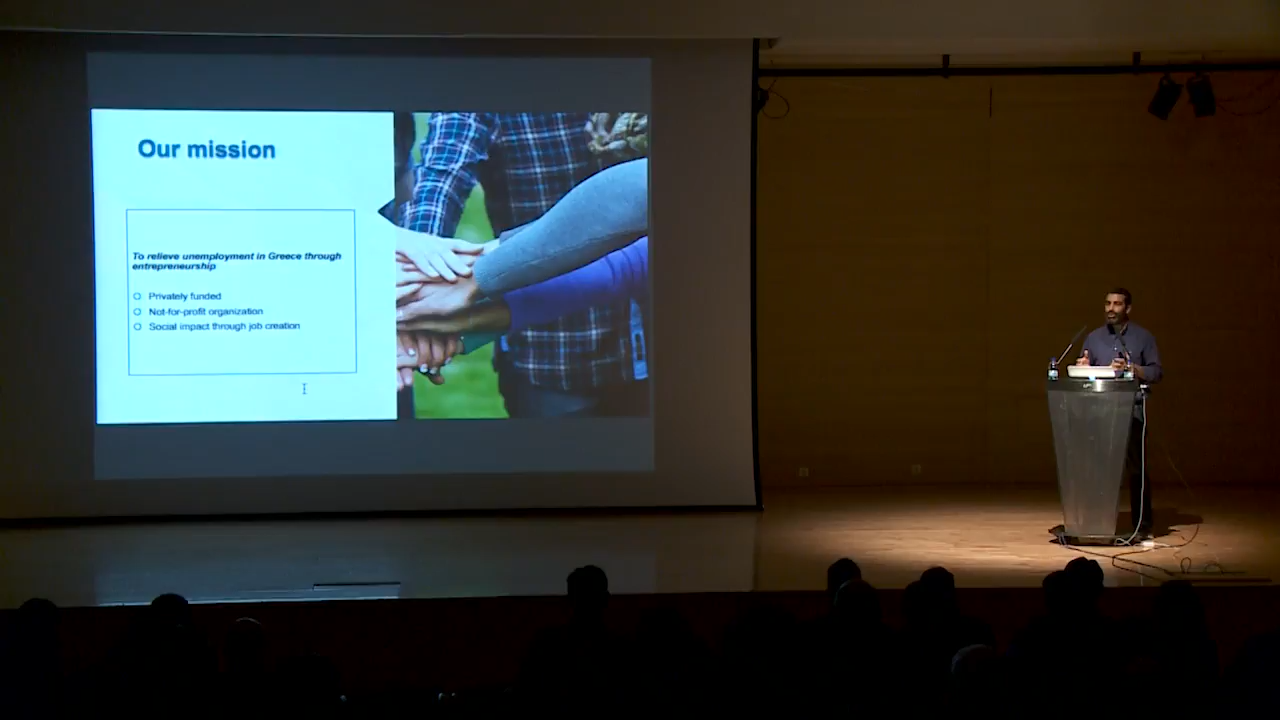 Our mission
To relieve unemployment in Greece through
entrepreneurship
Privately funded
Not-for-profit organization
Social impact through job creation